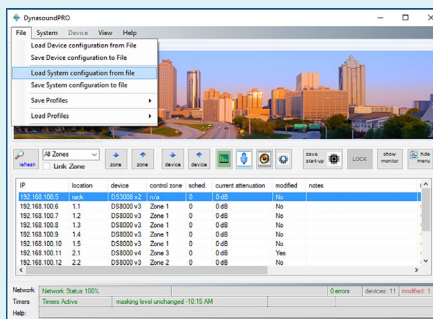 DynasoundPRO
File System Device View Help
Load Device configuration from File
Save Device configuration to File
Load System configuation from file
Save System configuration to file
Save Profiles
Load Profiles
refresh All Zones Link Zone zone zone device device save start-up LOCK show monitor hide menu
IP location device control zone sched. current attenuation modified notes
192.168.100.5 rack DS3008 v2 n/a 0 0 dB No
192.168.100.7 1.1 DS8000 v3 Zone 1 0 0 dB No
192.168.100.7 1.2 DS8000 v3 Zone 1 0 0 dB No
192.168.100.8 1.3 DS8000 v3 Zone 1 0 0 dB No
192.168.100.9 1.4 DS8000 v3 Zone 1 0 0 dB No
192.168.100.10 1.5 DS8000 v3 Zone 1 0 0 dB No
192.168.100.11 2.1 DS8000 v4 Zone 3 0 0 dB Yes
192.168.100.12 2.2 DS8000 v3 Zone 2 0 0 dB No
Network Network Status 100% 0 errors devices: 11 modified: 1
Timers Timers Active masking level unchanged -10:15 AM
Help: